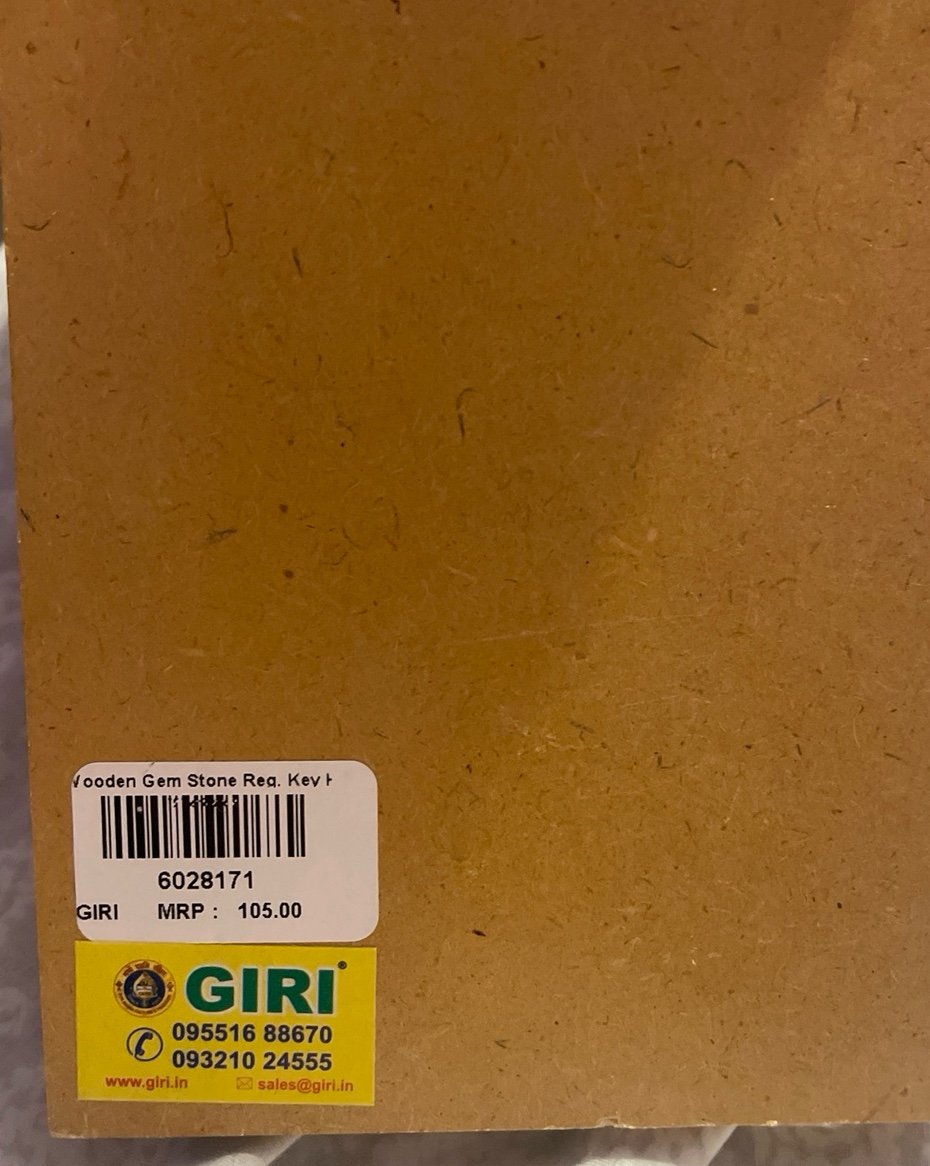 Wooden Gem Stone Reg. Key H
6028171
GIRI MRP : 105.00
GIRI®
095516 88670
093210 24555
www.giri.in sales@giri.in